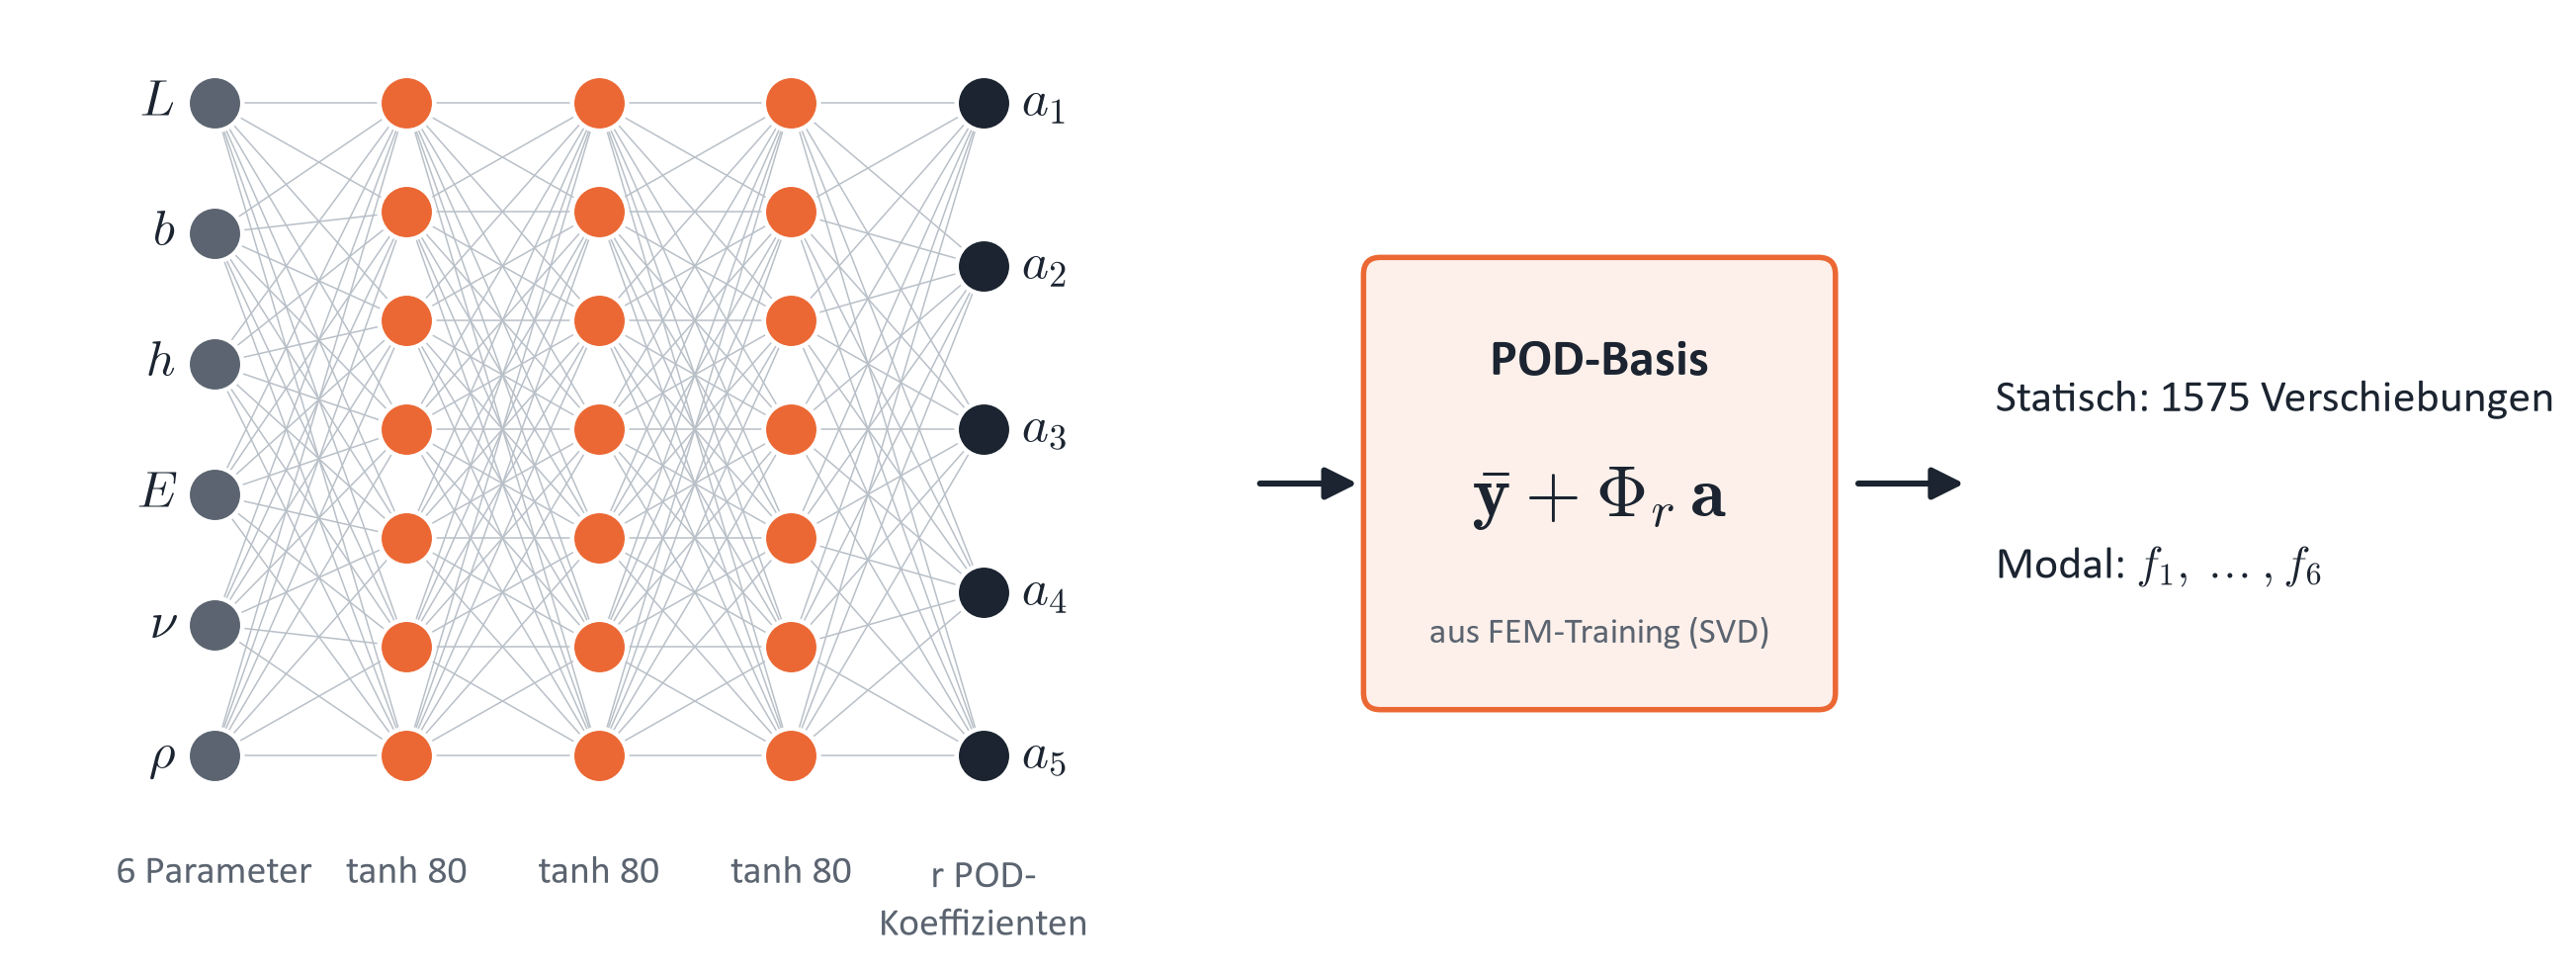 L
b
h
E
ν
ρ
a₁
a₂
a₃
a₄
a₅
6 Parameter
tanh 80
tanh 80
tanh 80
r POD-
Koeffizienten
POD-Basis
ȳ + Φᵣ a
aus FEM-Training (SVD)
Statisch: 1575 Verschiebungen
Modal: f₁, … , f₆